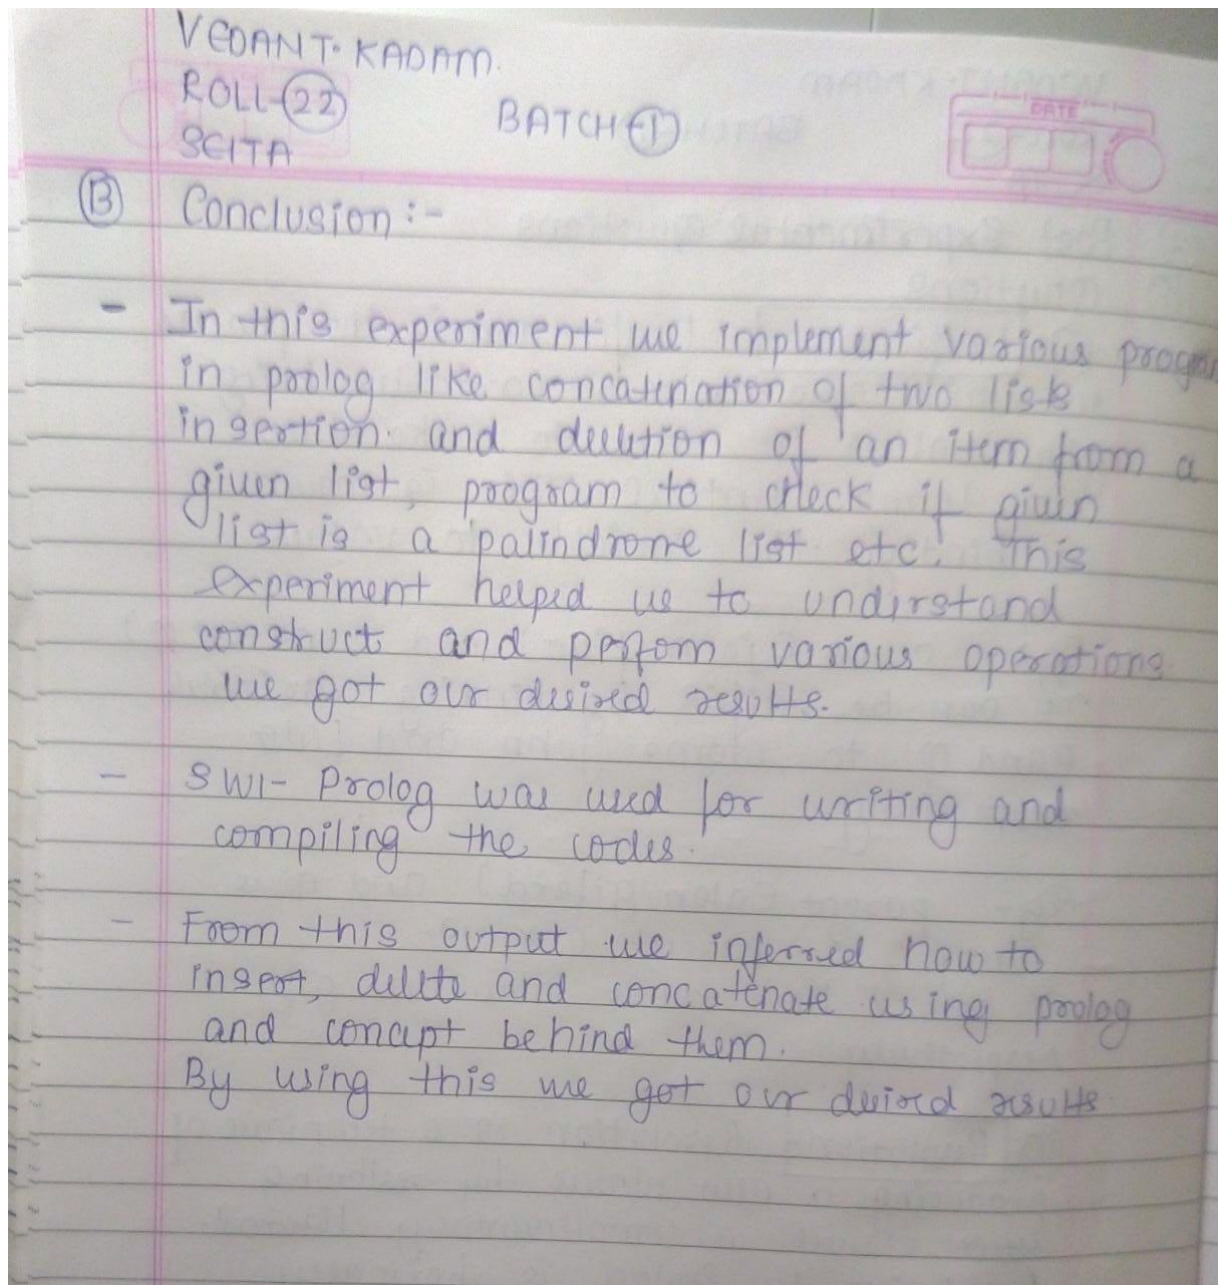 VEDANT. KADAM.
ROLL-22
BATCH-1
SEITA
DATE
B Conclusion :-
- In this experiment we implement various program
in prolog like concatenation of two lists
insertion. and deletion of an item from a
given list, program to check if given
list is a palindrome list etc. This
experiment helped us to understand
construct and perfom various operations
we got our desired results.
- SWI- Prolog was used for writing and
compiling the codes.
- From this output we inferred how to
insert, delete and concatenate using prolog
and concept behind them.
By using this we got our desired results